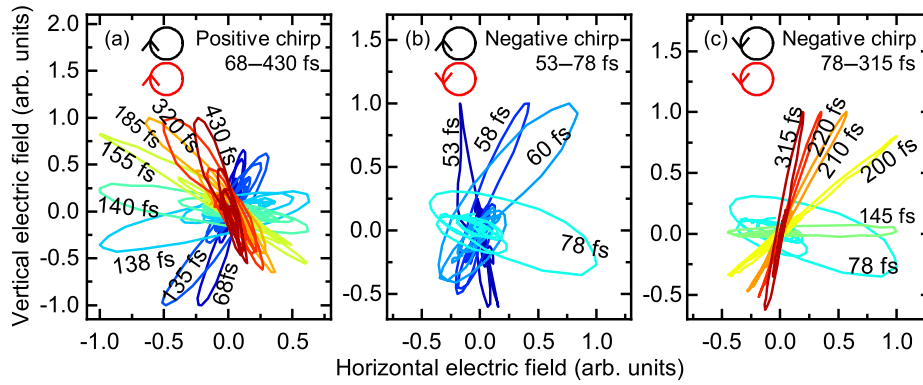 (a)
Positive chirp
68–430 fs
2.0
1.5
1.0
0.5
0.0
-0.5
-1.0
430 fs
320 fs
185 fs
155 fs
140 fs
138 fs
135 fs
68fs
-1.0
-0.5
0.0
0.5
Vertical electric field (arb. units)
(b)
Negative chirp
53–78 fs
1.5
1.0
0.5
0.0
-0.5
53 fs
58 fs
60 fs
78 fs
-0.5
0.0
0.5
1.0
(c)
Negative chirp
78–315 fs
1.5
1.0
0.5
0.0
-0.5
315 fs
220 fs
210 fs
200 fs
145 fs
78 fs
-0.5
0.0
0.5
1.0
Horizontal electric field (arb. units)